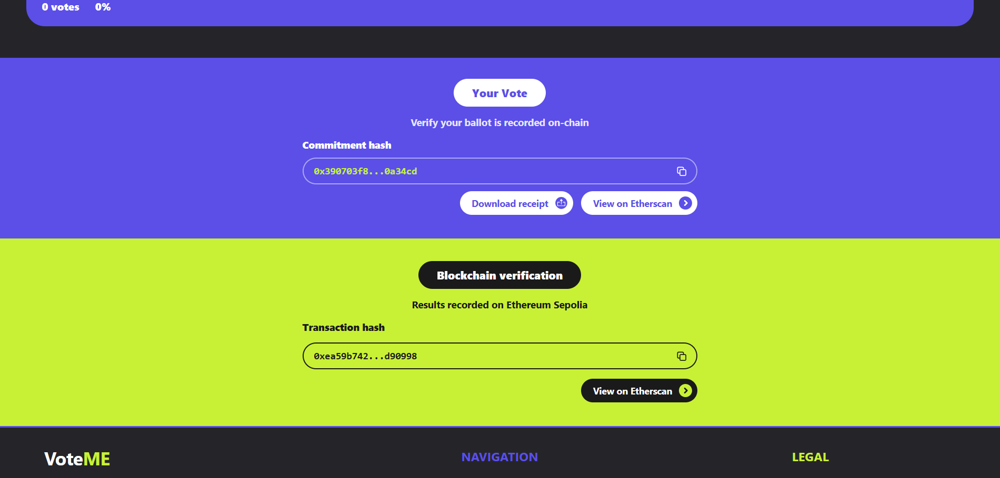 0 votes 0%
Your Vote
Verify your ballot is recorded on-chain
Commitment hash
0x390703f8...0a34cd
Download receipt View on Etherscan
Blockchain verification
Results recorded on Ethereum Sepolia
Transaction hash
0xea59b742...d90998
View on Etherscan
VoteME NAVIGATION LEGAL